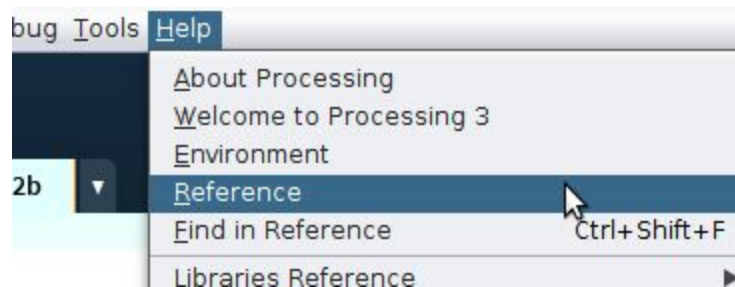 bug Tools Help
About Processing
Welcome to Processing 3
Environment
2b
Reference
Find in Reference Ctrl+Shift+F
Libraries Reference